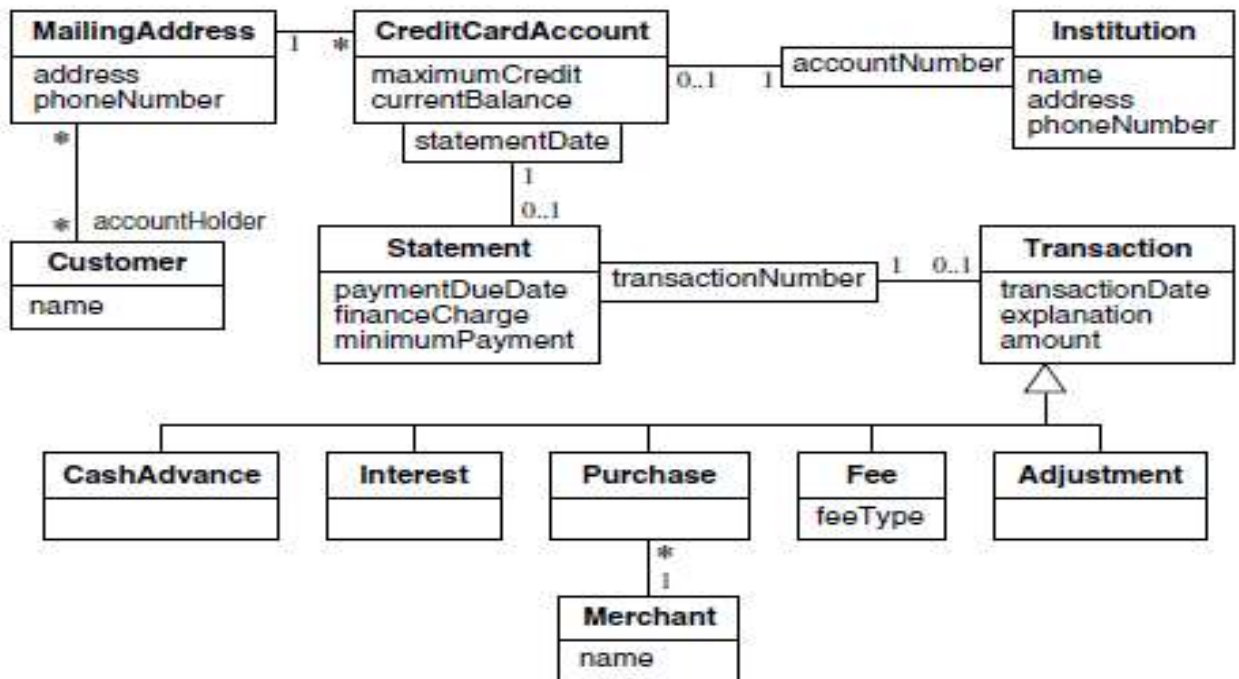 MailingAddress
address
phoneNumber
1 *
CreditCardAccount
maximumCredit
currentBalance
statementDate
0..1 1
accountNumber
Institution
name
address
phoneNumber
*
* accountHolder
Customer
name
1
0..1
Statement
paymentDueDate
financeCharge
minimumPayment
transactionNumber
1 0..1
Transaction
transactionDate
explanation
amount
CashAdvance
Interest
Purchase
Fee
feeType
Adjustment
*
1
Merchant
name